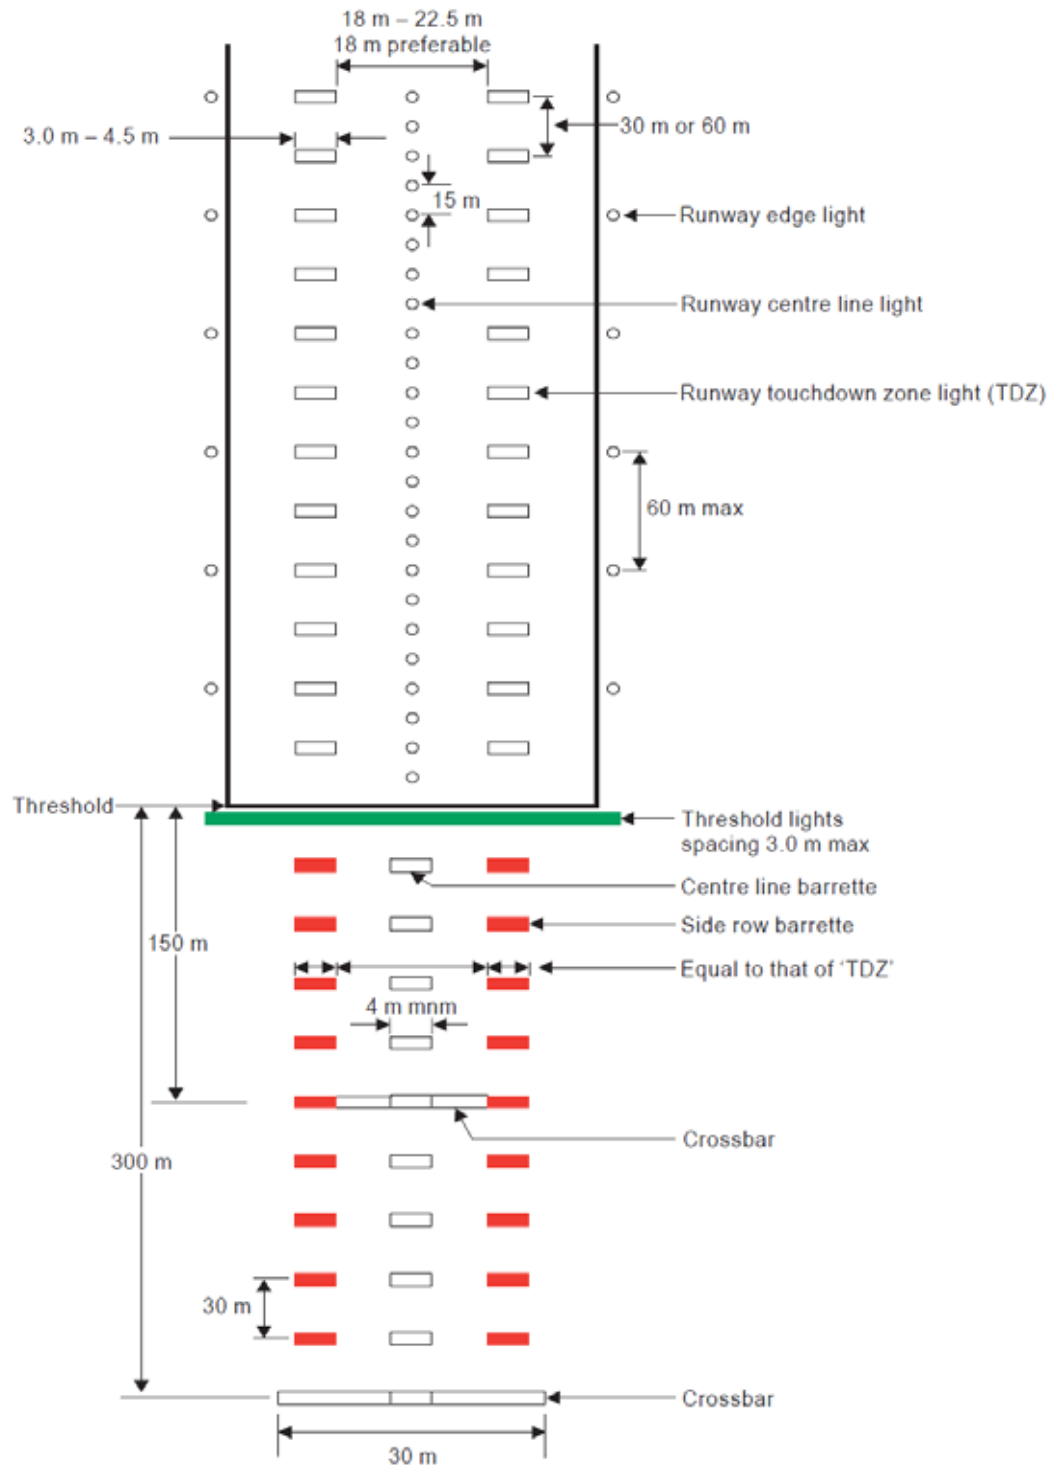 18 m – 22.5 m
18 m preferable
3.0 m – 4.5 m
30 m or 60 m
15 m
Runway edge light
Runway centre line light
Runway touchdown zone light (TDZ)
60 m max
Threshold
Threshold lights
spacing 3.0 m max
Centre line barrette
Side row barrette
150 m
Equal to that of ‘TDZ’
4 m mnm
Crossbar
300 m
30 m
Crossbar
30 m